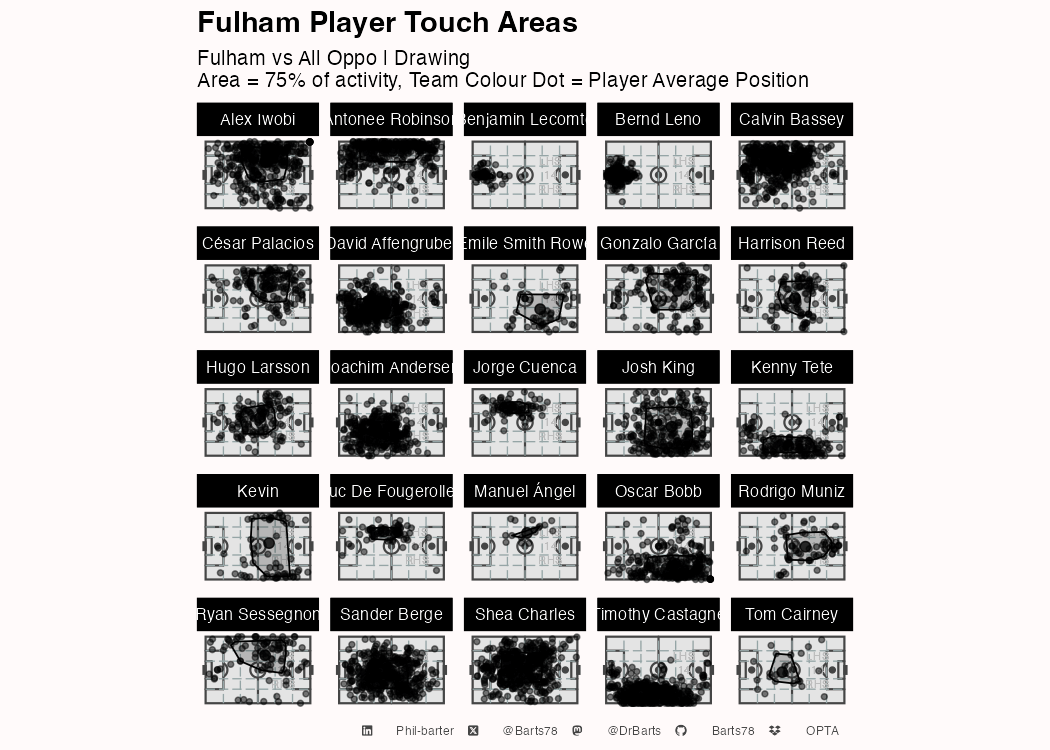 Fulham Player Touch Areas
Fulham vs All Oppo | Drawing
Area = 75% of activity, Team Colour Dot = Player Average Position
Alex Iwobi
Antonee Robinson
Benjamin Lecomte
Bernd Leno
Calvin Bassey
César Palacios
David Affengruber
Emile Smith Rowe
Gonzalo García
Harrison Reed
Hugo Larsson
oachim Andersen
Jorge Cuenca
Josh King
Kenny Tete
Kevin
uc De Fougerolle
Manuel Ángel
Oscar Bobb
Rodrigo Muniz
Ryan Sessegnon
Sander Berge
Shea Charles
Timothy Castagne
Tom Cairney
Phil-barter @Barts78 @DrBarts Barts78 OPTA